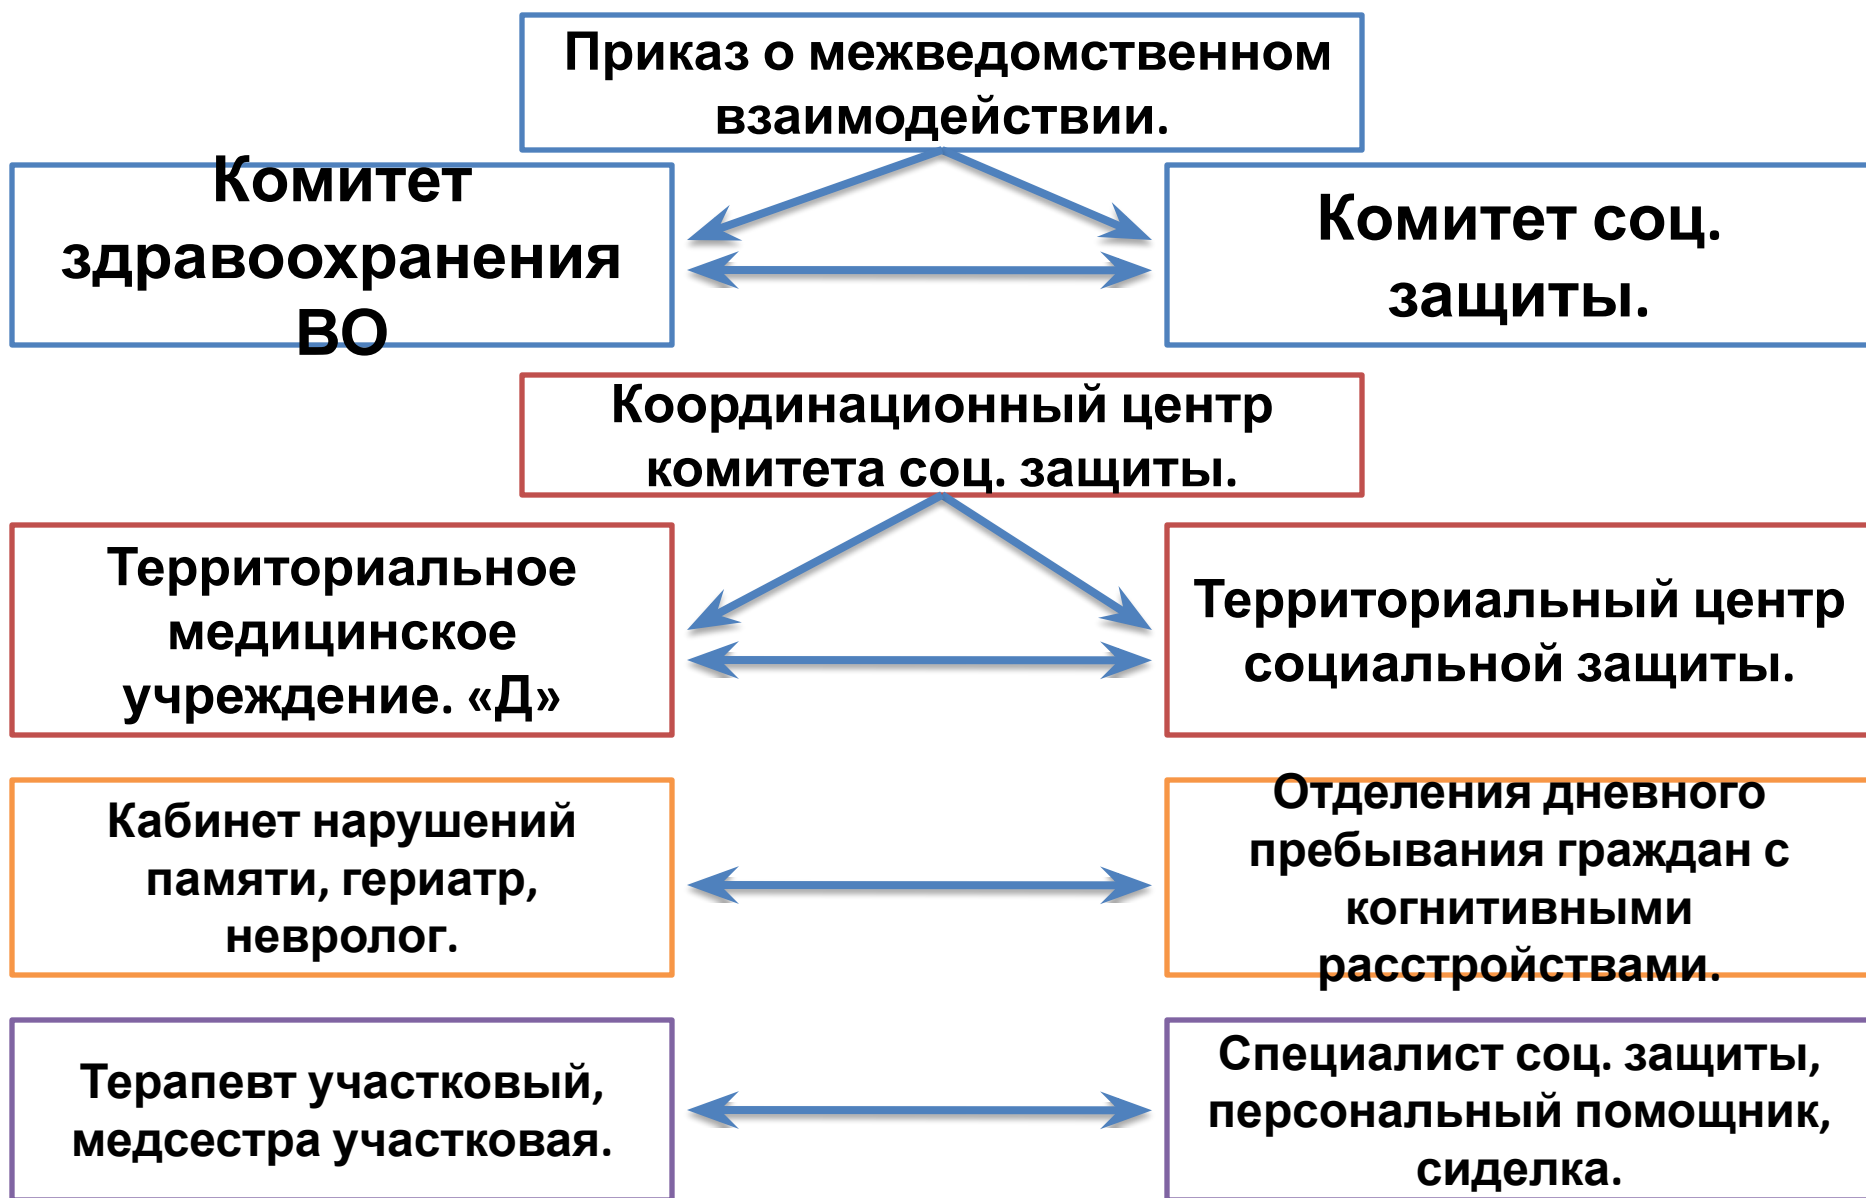 Приказ о межведомственном
взаимодействии.
Комитет
здравоохранения
ВО
Комитет соц.
защиты.
Координационный центр
комитета соц. защиты.
Территориальное
медицинское
учреждение. «Д»
Территориальный центр
социальной защиты.
Кабинет нарушений
памяти, гериатр,
невролог.
Отделения дневного
пребывания граждан с
когнитивными
расстройствами.
Терапевт участковый,
медсестра участковая.
Специалист соц. защиты,
персональный помощник,
сиделка.